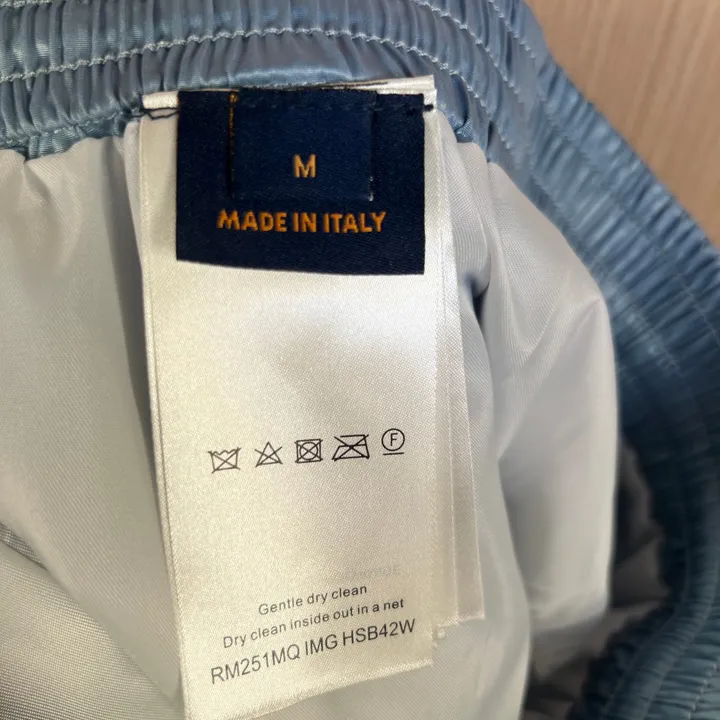 M
MADE IN ITALY
F
Gentle dry clean
Dry clean inside out in a net
RM251MQ IMG HSB42W